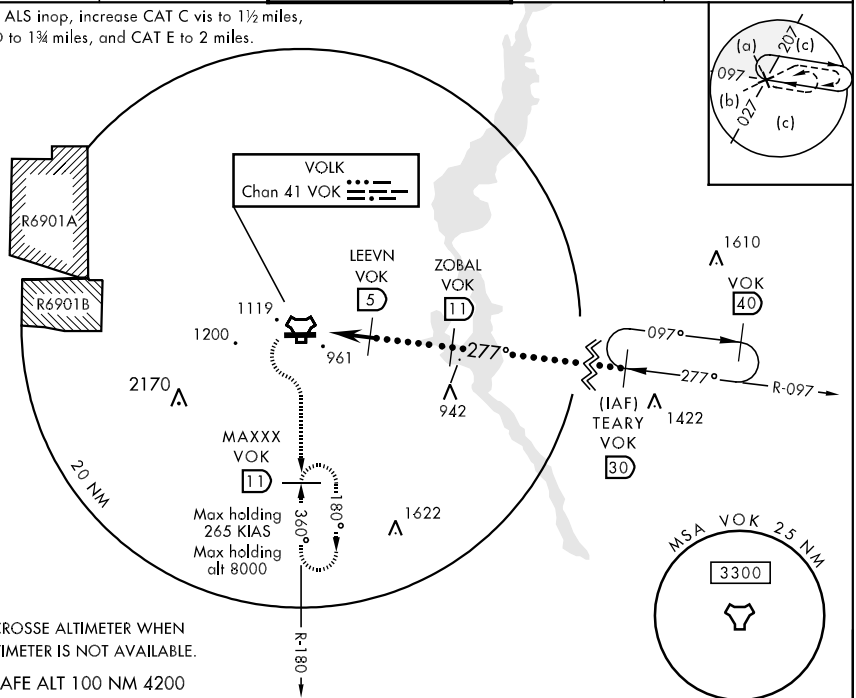 ALS inop, increase CAT C vis to 1½ miles,
to 1¾ miles, and CAT E to 2 miles.
(a)
207
(c)
097
(b)
027
(c)
VOLK
Chan 41 VOK
R6901A
R6901B
LEEVN
VOK
5
ZOBAL
VOK
11
1610
VOK
40
1119
1200
961
277°
097°
277°
R-097
942
(IAF)
TEARY
VOK
30
1422
2170
MAXXX
VOK
11
20 NM
Max holding
265 KIAS
Max holding
alt 8000
360°
180°
1622
MSA VOK 25 NM
3300
CROSSE ALTIMETER WHEN
TIMETER IS NOT AVAILABLE.
AFE ALT 100 NM 4200
R-180